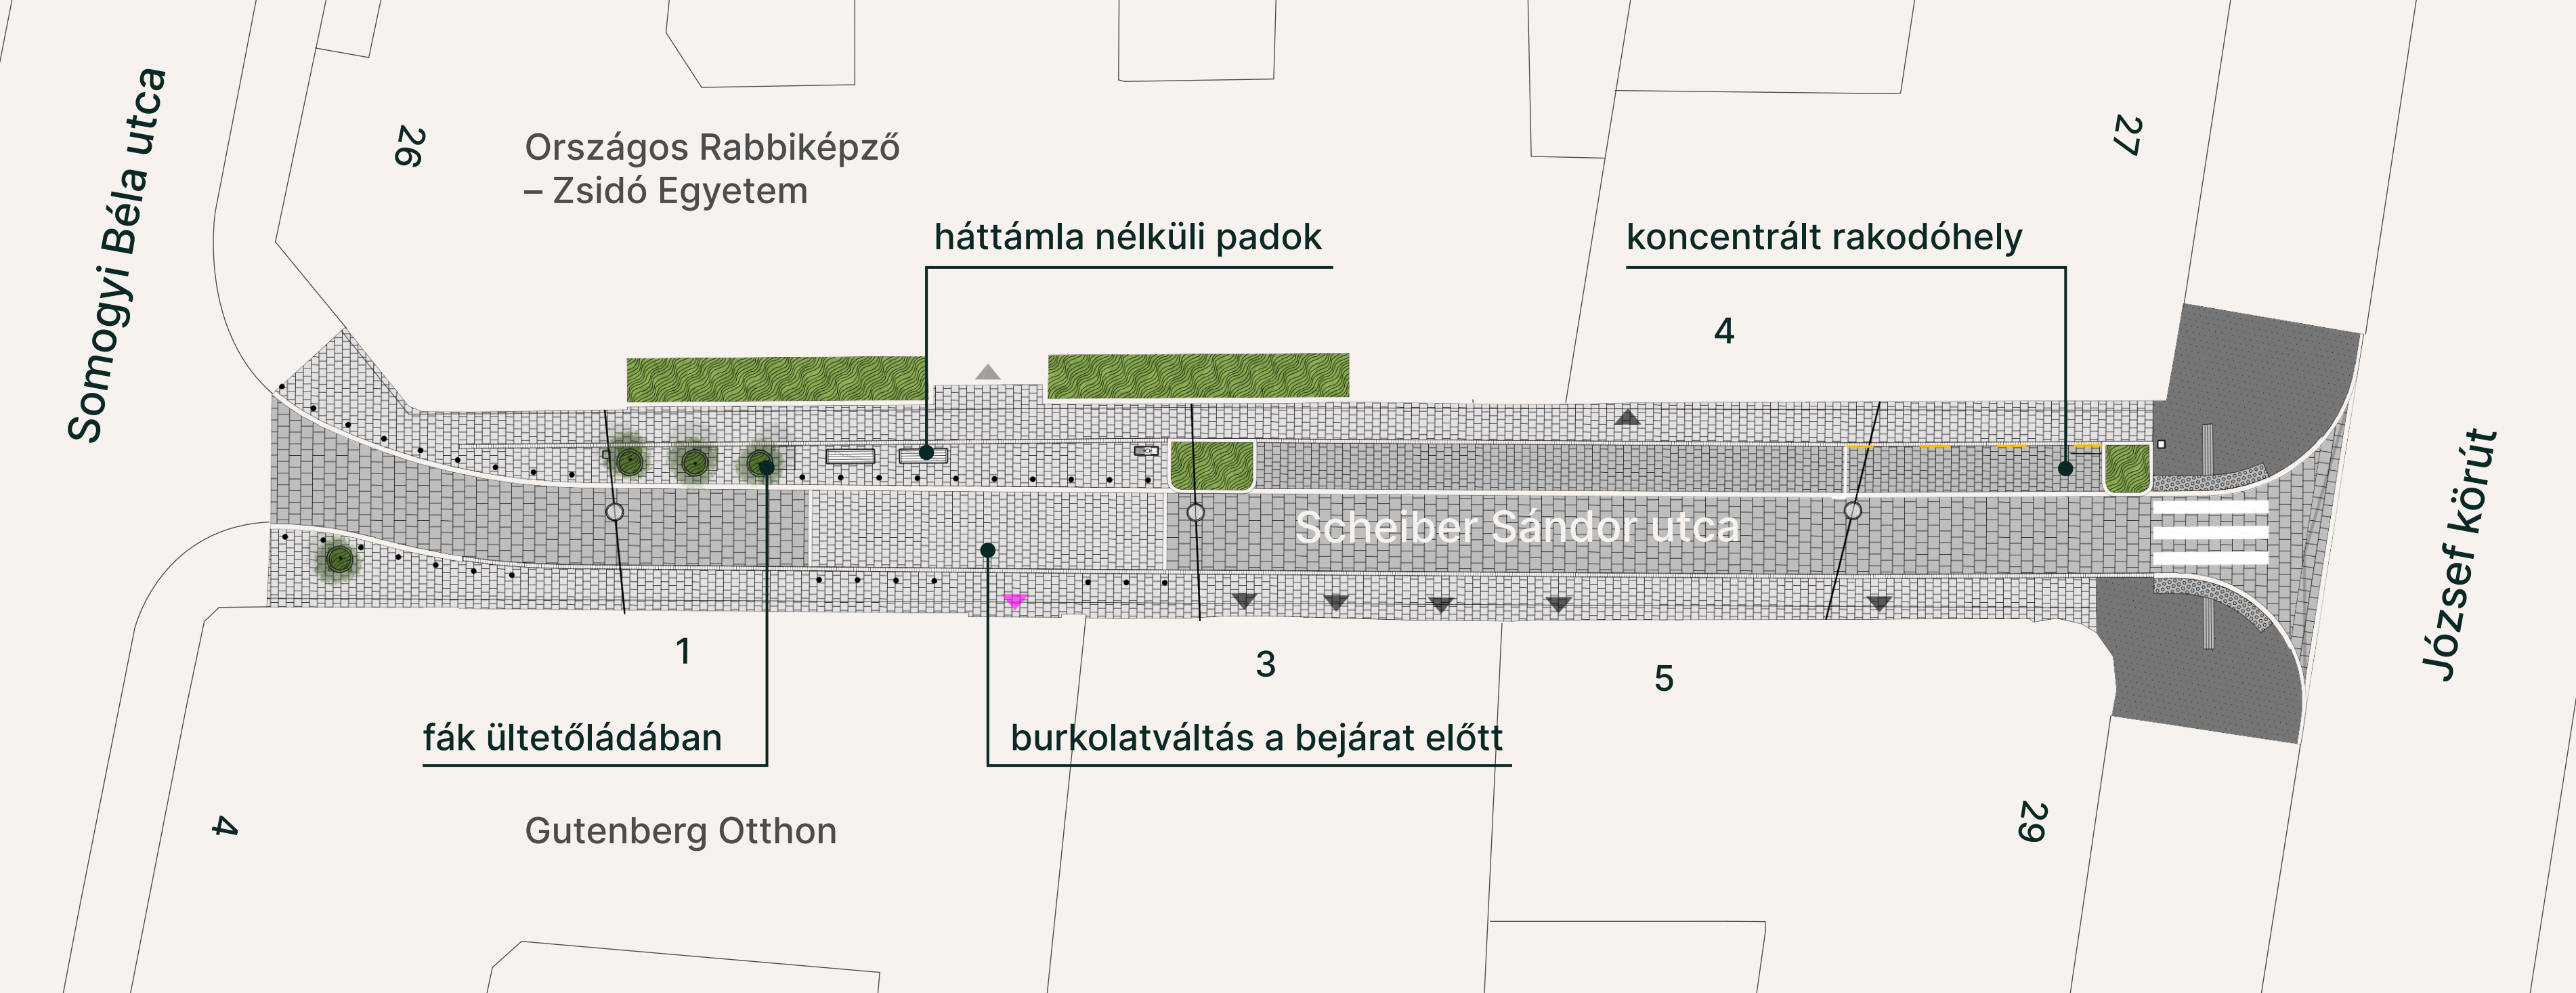 Somogyi Béla utca
26
Országos Rabbiképző
– Zsidó Egyetem
27
háttámla nélküli padok
koncentrált rakodóhely
4
Scheiber Sándor utca
József körút
1
3
5
fák ültetőládában
burkolatváltás a bejárat előtt
4
Gutenberg Otthon
29